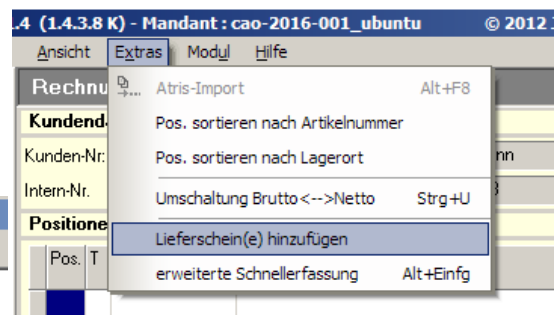 .4 (1.4.3.8 K) - Mandant : cao-2016-001_ubuntu © 2012
Ansicht Extras Modul Hilfe
Rechnu
Atris-Import Alt+F8
Kundend
Pos. sortieren nach Artikelnummer
Kunden-Nr:
Pos. sortieren nach Lagerort
nn
Intern-Nr.
Umschaltung Brutto<-->Netto Strg+U
Positione
Lieferschein(e) hinzufügen
Pos. T
erweiterte Schnellerfassung Alt+Einfg